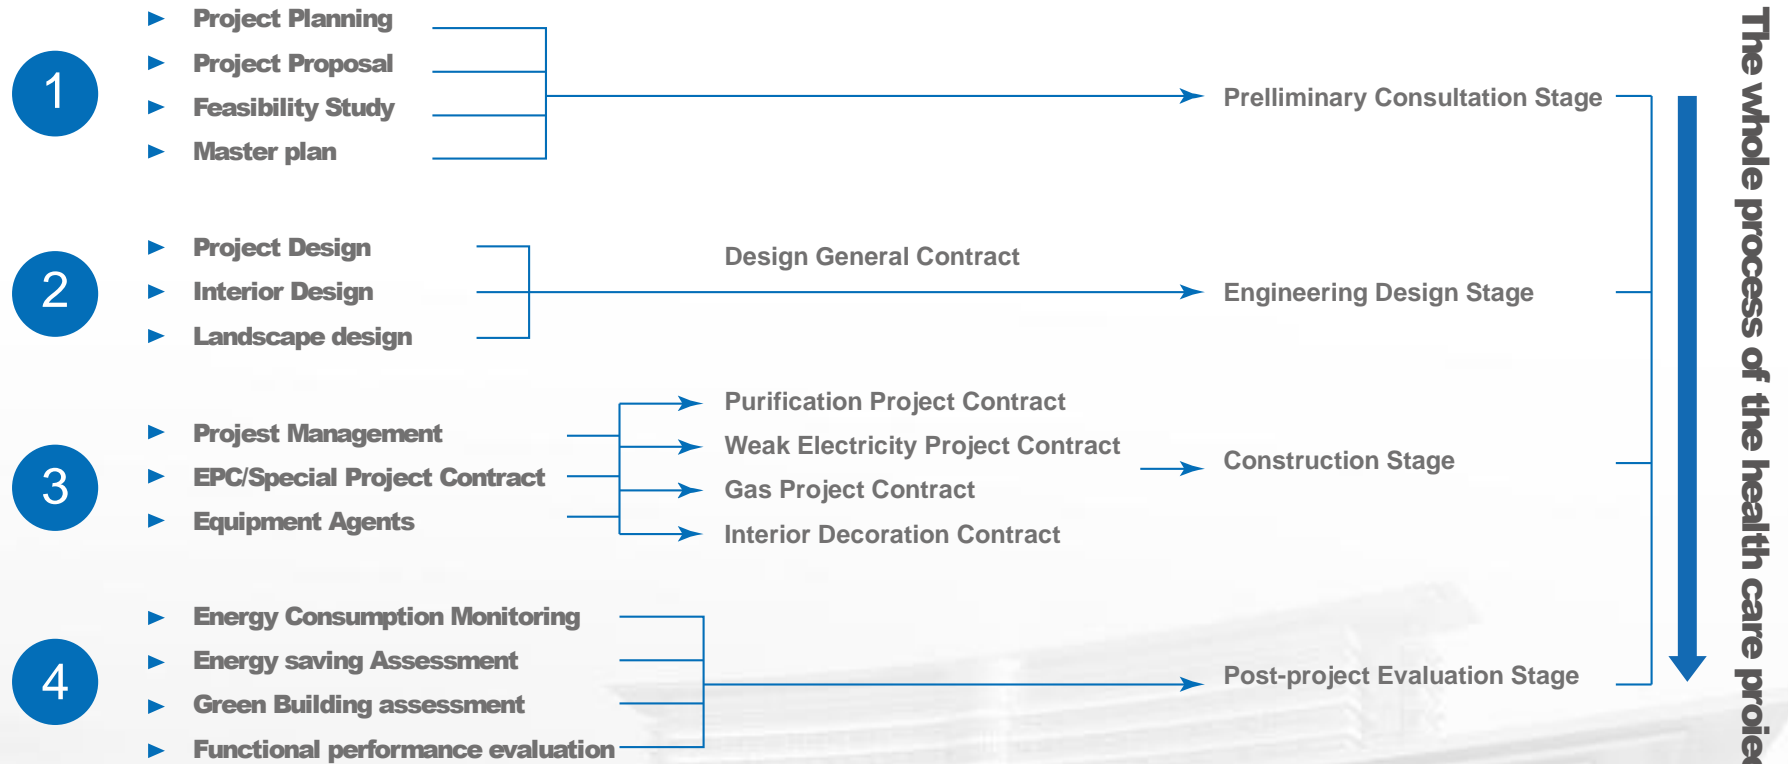 1
Project Planning
Project Proposal
Feasibility Study
Master plan
Prelliminary Consultation Stage
2
Project Design
Interior Design
Landscape design
Design General Contract
Engineering Design Stage
3
Projest Management
EPC/Special Project Contract
Equipment Agents
Purification Project Contract
Weak Electricity Project Contract
Gas Project Contract
Interior Decoration Contract
Construction Stage
4
Energy Consumption Monitoring
Energy saving Assessment
Green Building assessment
Functional performance evaluation
Post-project Evaluation Stage
The whole process of the health care